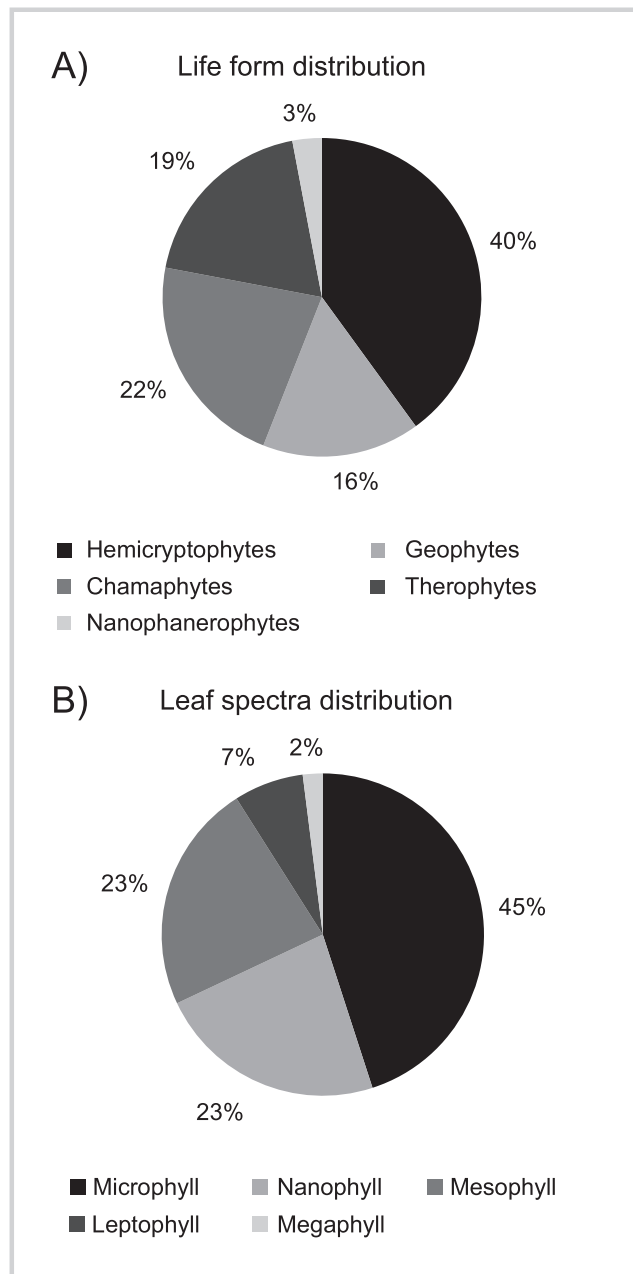 A) Life form distribution
3%
19%
40%
22%
16%
Hemicryptophytes Geophytes
Chamaphytes Therophytes
Nanophanerophytes
B) Leaf spectra distribution
7% 2%
23%
45%
23%
Microphyll Nanophyll Mesophyll
Leptophyll Megaphyll